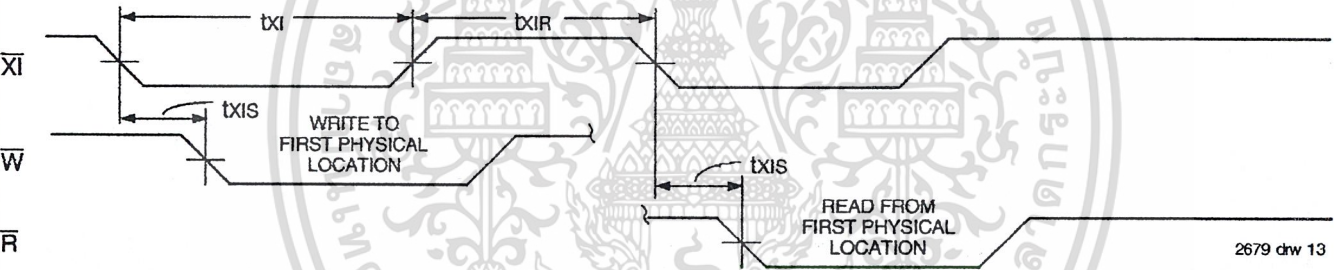 tXI
tXIR
XI
tXIS
WRITE TO
FIRST PHYSICAL
LOCATION
W
tXIS
READ FROM
FIRST PHYSICAL
LOCATION
R
2679 drw 13